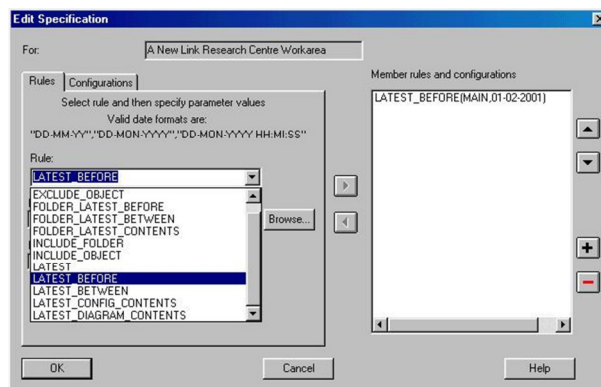 Edit Specification
For: A New Link Research Centre Workarea
Rules Configurations
Select rule and then specify parameter values
Valid date formats are:
"DD-MM-YY","DD-MON-YYYY","DD-MON-YYYY HH:MI:SS"
Rule:
LATEST_BEFORE
EXCLUDE_OBJECT
FOLDER_LATEST_BEFORE
FOLDER_LATEST_BETWEEN
FOLDER_LATEST_CONTENTS
INCLUDE_FOLDER
INCLUDE_OBJECT
LATEST
LATEST_BEFORE
LATEST_BETWEEN
LATEST_CONFIG_CONTENTS
LATEST_DIAGRAM_CONTENTS
Browse...
Member rules and configurations
LATEST_BEFORE(MAIN,01-02-2001)
OK Cancel Help